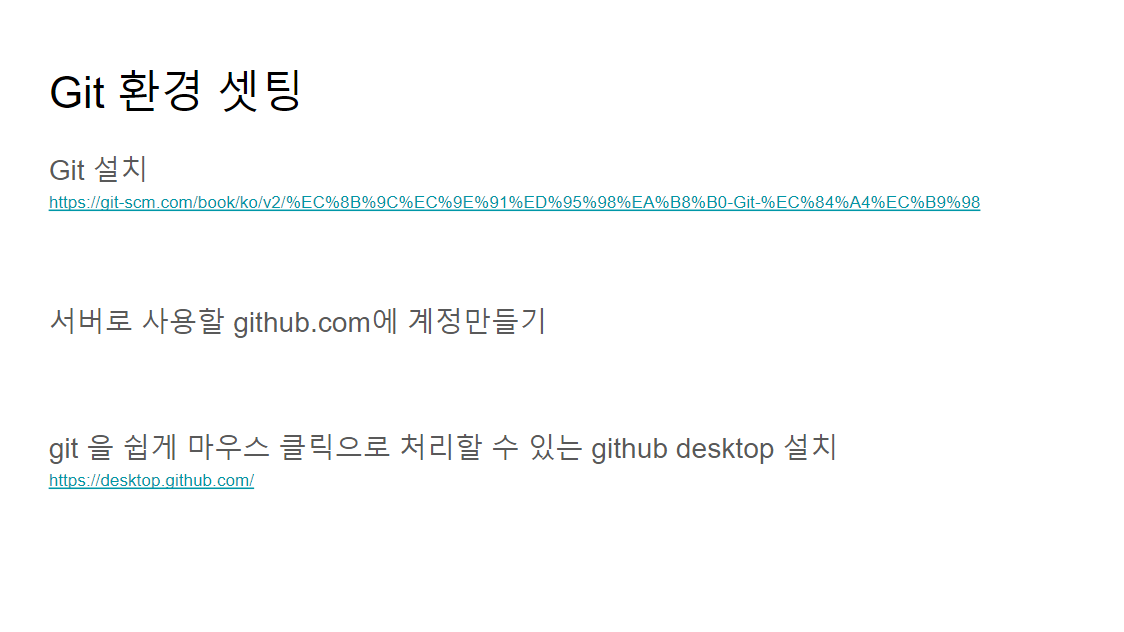 Git 환경 셋팅
Git 설치
https://git-scm.com/book/ko/v2/%EC%8B%9C%EC%9E%91%ED%95%98%EA%B8%B0-Git-%EC%84%A4%EC%B9%98
서버로 사용할 github.com에 계정만들기
git 을 쉽게 마우스 클릭으로 처리할 수 있는 github desktop 설치
https://desktop.github.com/